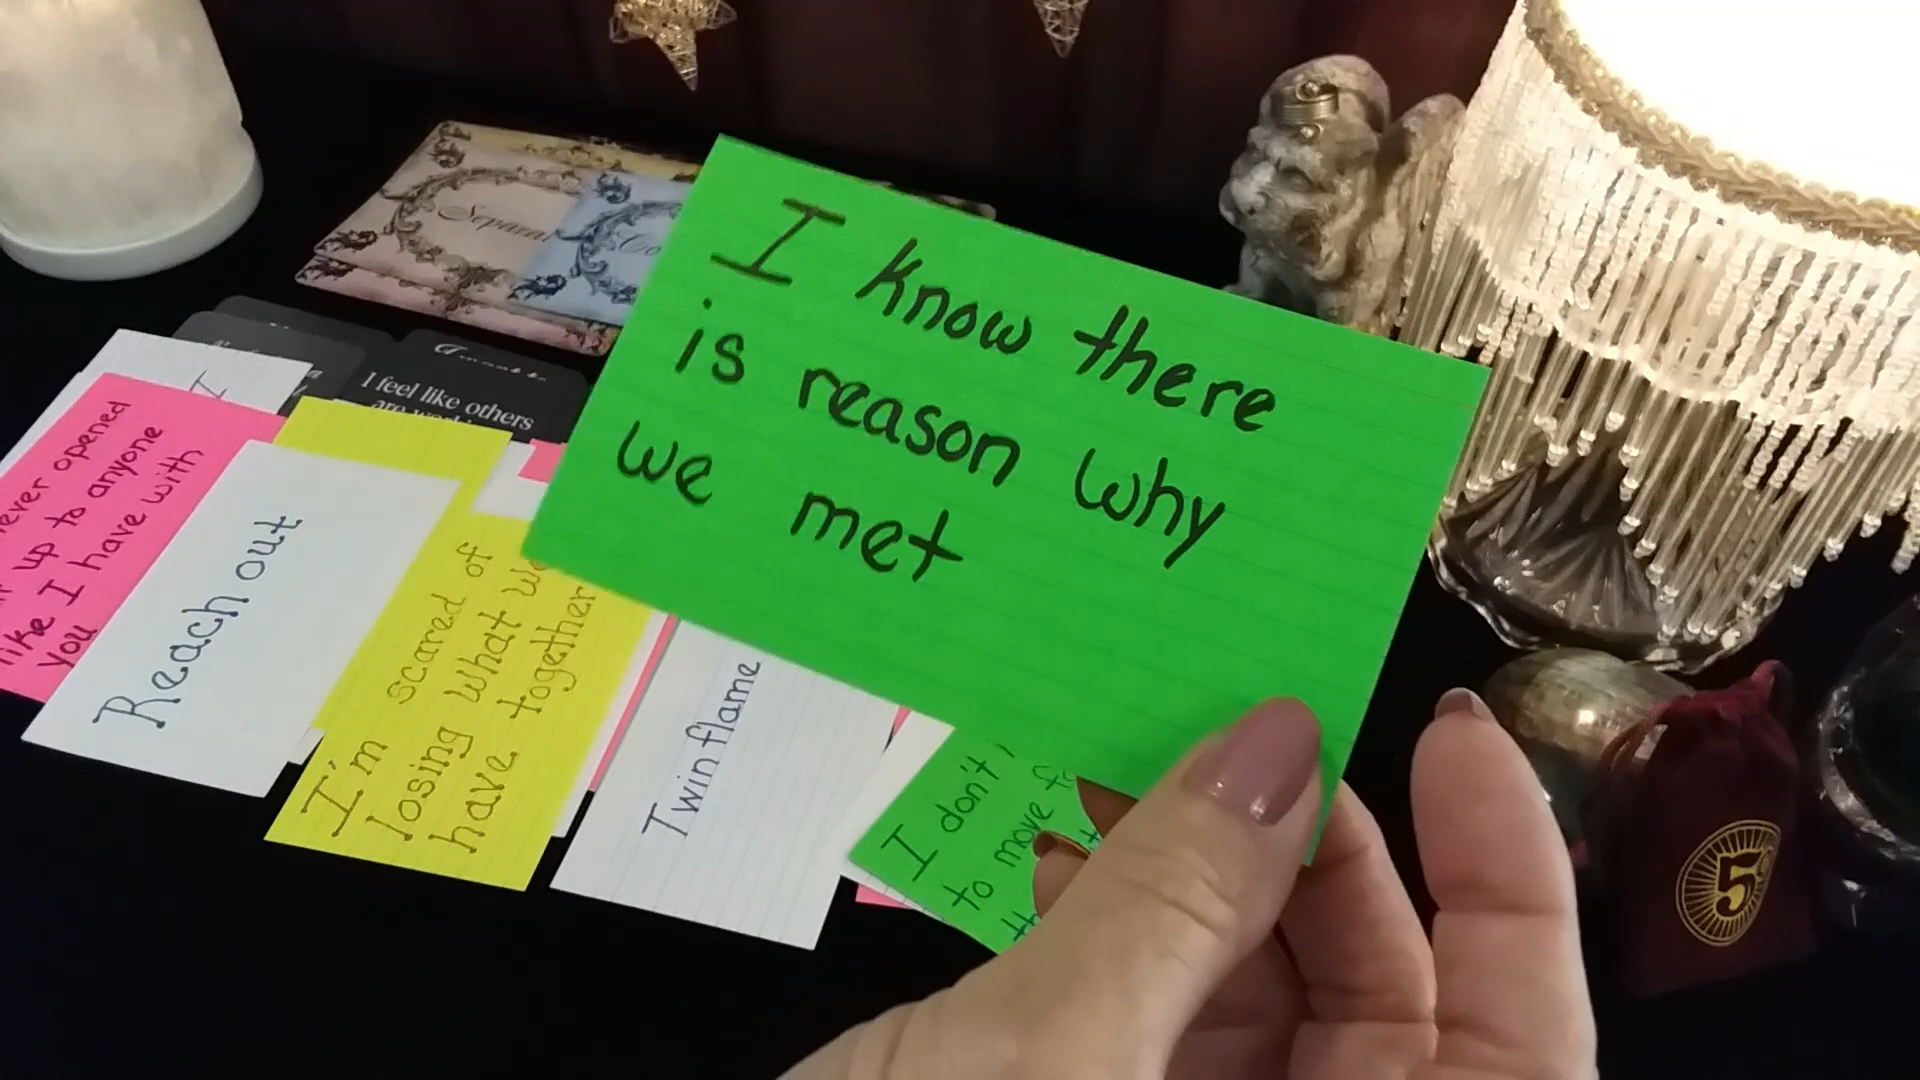 I know there
is reason why
we met
I feel like others
opened
up to anyone
like I have with
you
Reach out
I'm scared of
losing what we
have together
Twin flame
I don't
to move
5